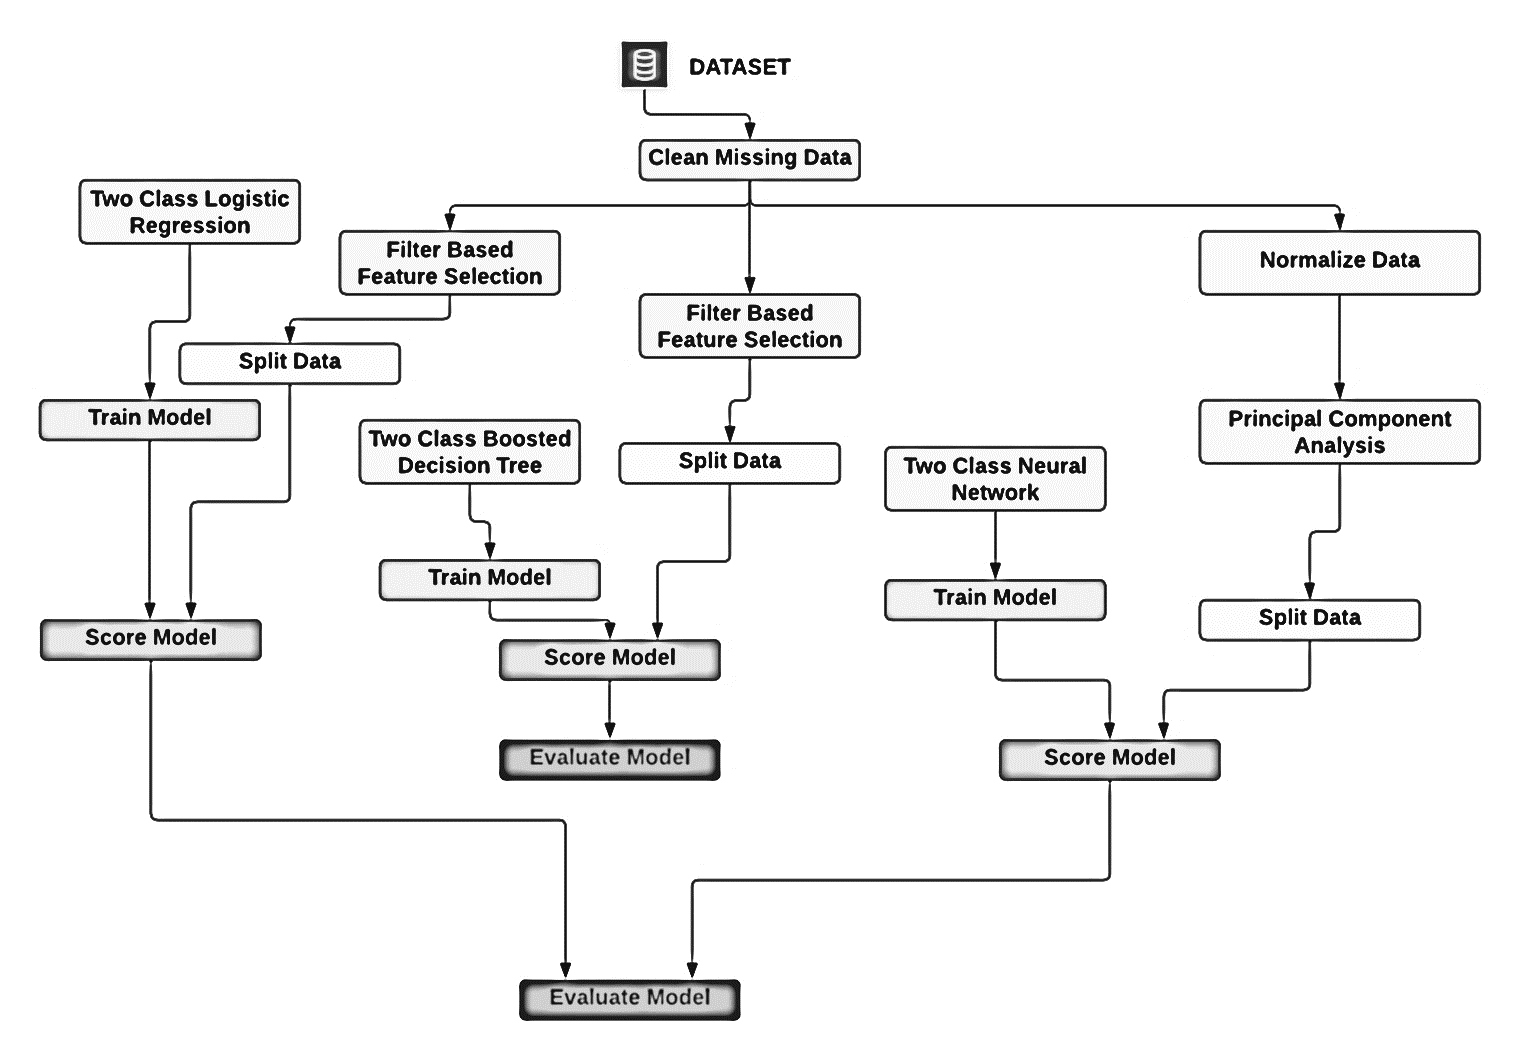 DATASET
Clean Missing Data
Two Class Logistic
Regression
Filter Based
Feature Selection
Normalize Data
Filter Based
Feature Selection
Split Data
Train Model
Principal Component
Analysis
Two Class Boosted
Decision Tree
Split Data
Two Class Neural
Network
Train Model
Train Model
Split Data
Score Model
Score Model
Evaluate Model
Score Model
Evaluate Model